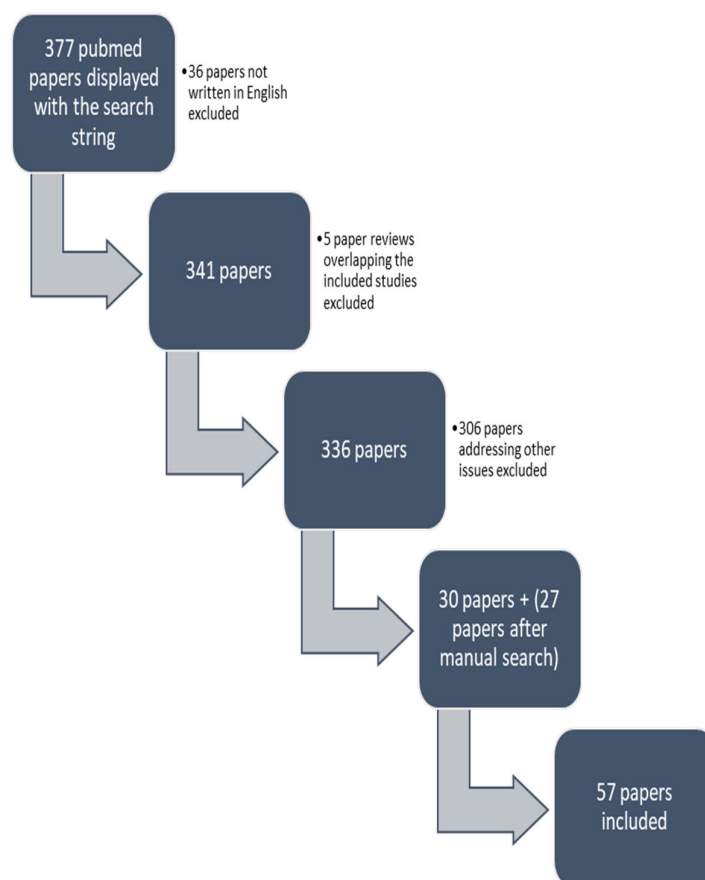 377 pubmed
papers displayed
with the search
string
•36 papers not
written in English
excluded
341 papers
•5 paper reviews
overlapping the
included studies
excluded
336 papers
•306 papers
addressing other
issues excluded
30 papers + (27
papers after
manual search)
57 papers
included